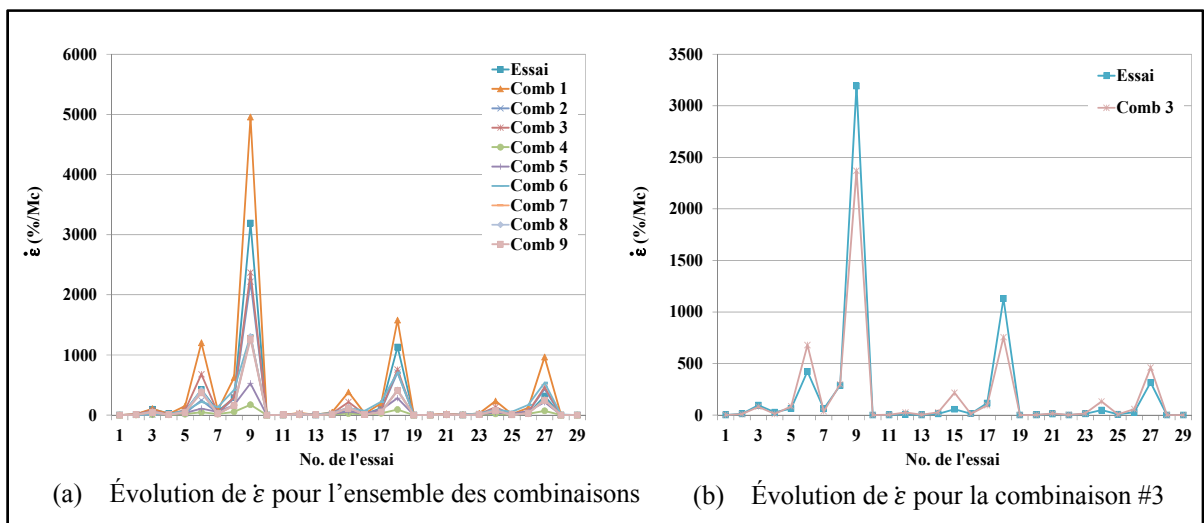 6000
5000
4000
3000
2000
1000
0
ε̇ (%/Mc)
1 3 5 7 9 11 13 15 17 19 21 23 25 27 29
No. de l'essai
Essai
Comb 1
Comb 2
Comb 3
Comb 4
Comb 5
Comb 6
Comb 7
Comb 8
Comb 9
(a) Évolution de ε̇ pour l’ensemble des combinaisons
3500
3000
2500
2000
1500
1000
500
0
ε̇ (%/Mc)
1 3 5 7 9 11 13 15 17 19 21 23 25 27 29
No. de l'essai
Essai
Comb 3
(b) Évolution de ε̇ pour la combinaison #3